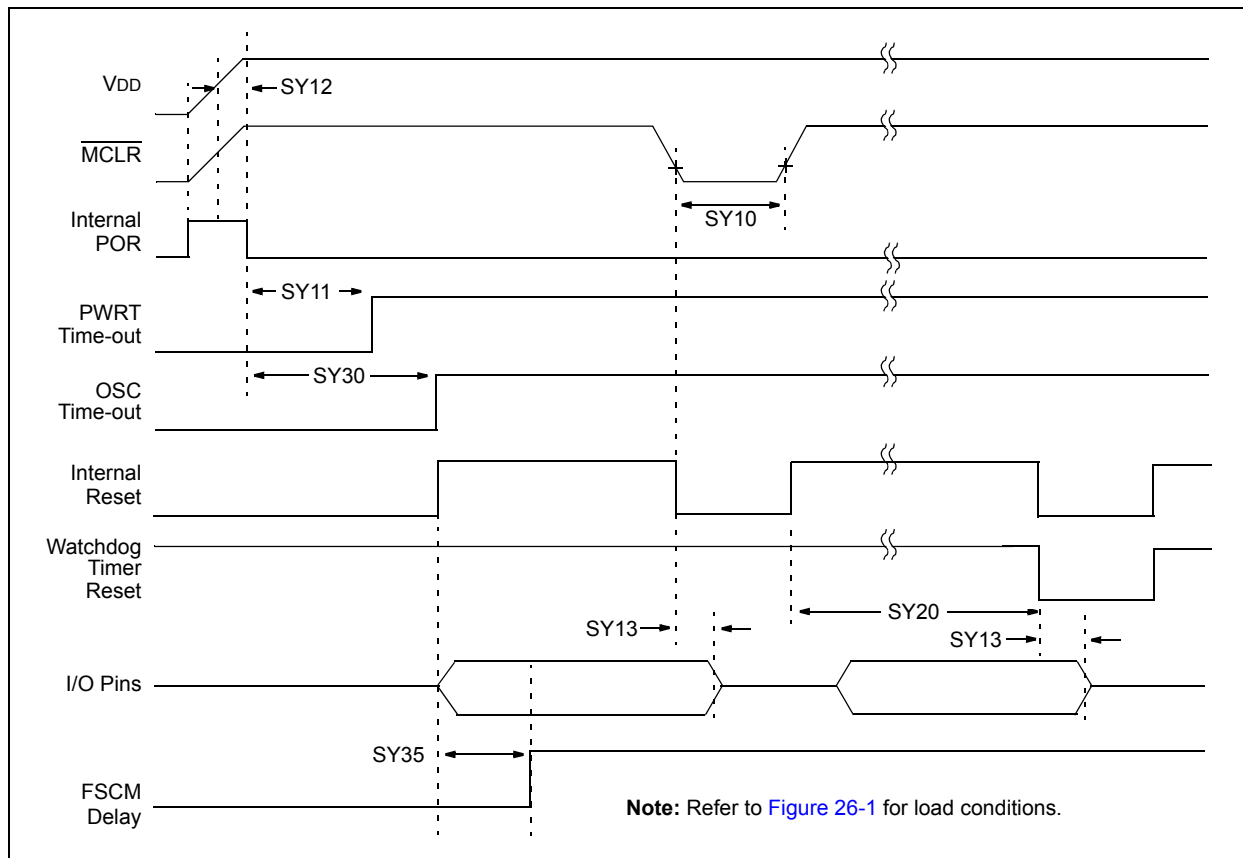 VDD
SY12
MCLR
SY10
Internal
POR
SY11
PWRT
Time-out
SY30
OSC
Time-out
Internal
Reset
Watchdog
Timer
Reset
SY20
SY13
SY13
I/O Pins
SY35
FSCM
Delay
Note: Refer to Figure 26-1 for load conditions.